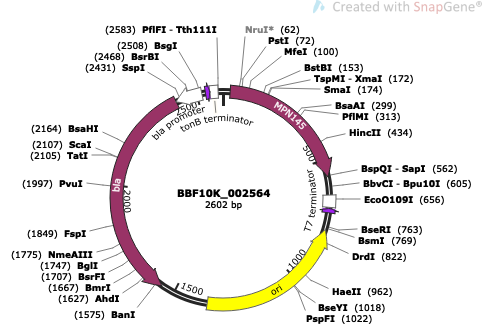 Created with SnapGene®
(2583) PflFI - Tth111I
(2508) BsgI
(2468) BsrBI
(2431) SspI
NruI* (62)
PstI (72)
MfeI (100)
BstBI (153)
TspMI - XmaI (172)
SmaI (174)
BsaAI (299)
PflMI (313)
HincII (434)
BspQI - SapI (562)
BbvCI - Bpu10I (605)
EcoO109I (656)
BseRI (763)
BsmI (769)
DrdI (822)
HaeII (962)
BseYI (1018)
PspFI (1022)
(2164) BsaHI
(2107) ScaI
(2105) TatI
(1997) PvuI
(1849) FspI
(1775) NmeAIII
(1747) BglI
(1707) BsrFI
(1667) BmrI
(1627) AhdI
(1575) BanI
bla promoter
tonB terminator
MPN145
T7 terminator
bla
ori
500
1000
1500
2000
2500
BBF10K_002564
2602 bp